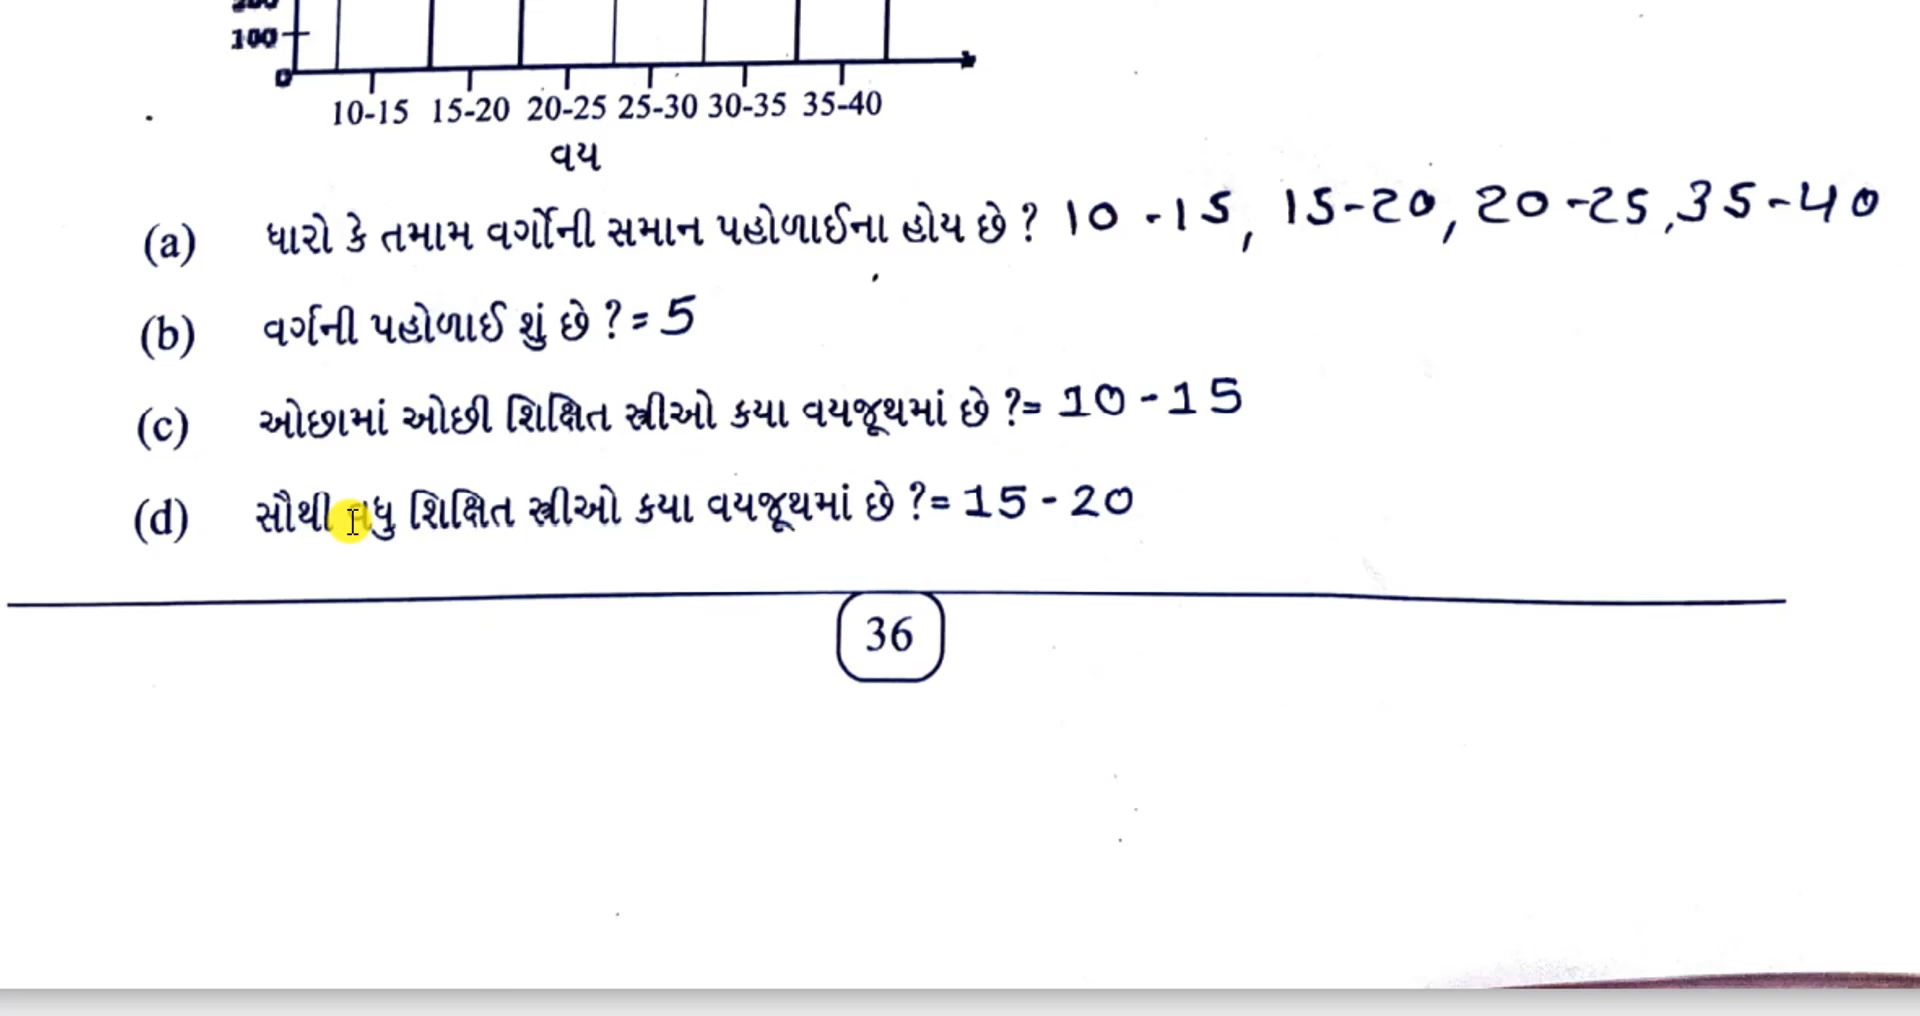 100
0
10-15 15-20 20-25 25-30 30-35 35-40
વય
(a) ધારો કે તમામ વર્ગોની સમાન પહોળાઈના હોય છે ? 10 - 15, 15-20, 20-25, 35-40
(b) વર્ગની પહોળાઈ શું છે ? = 5
(c) ઓછામાં ઓછી શિક્ષિત સ્ત્રીઓ કયા વયજૂથમાં છે ?= 10 - 15
(d) સૌથી વધુ શિક્ષિત સ્ત્રીઓ કયા વયજૂથમાં છે ?= 15 - 20
36